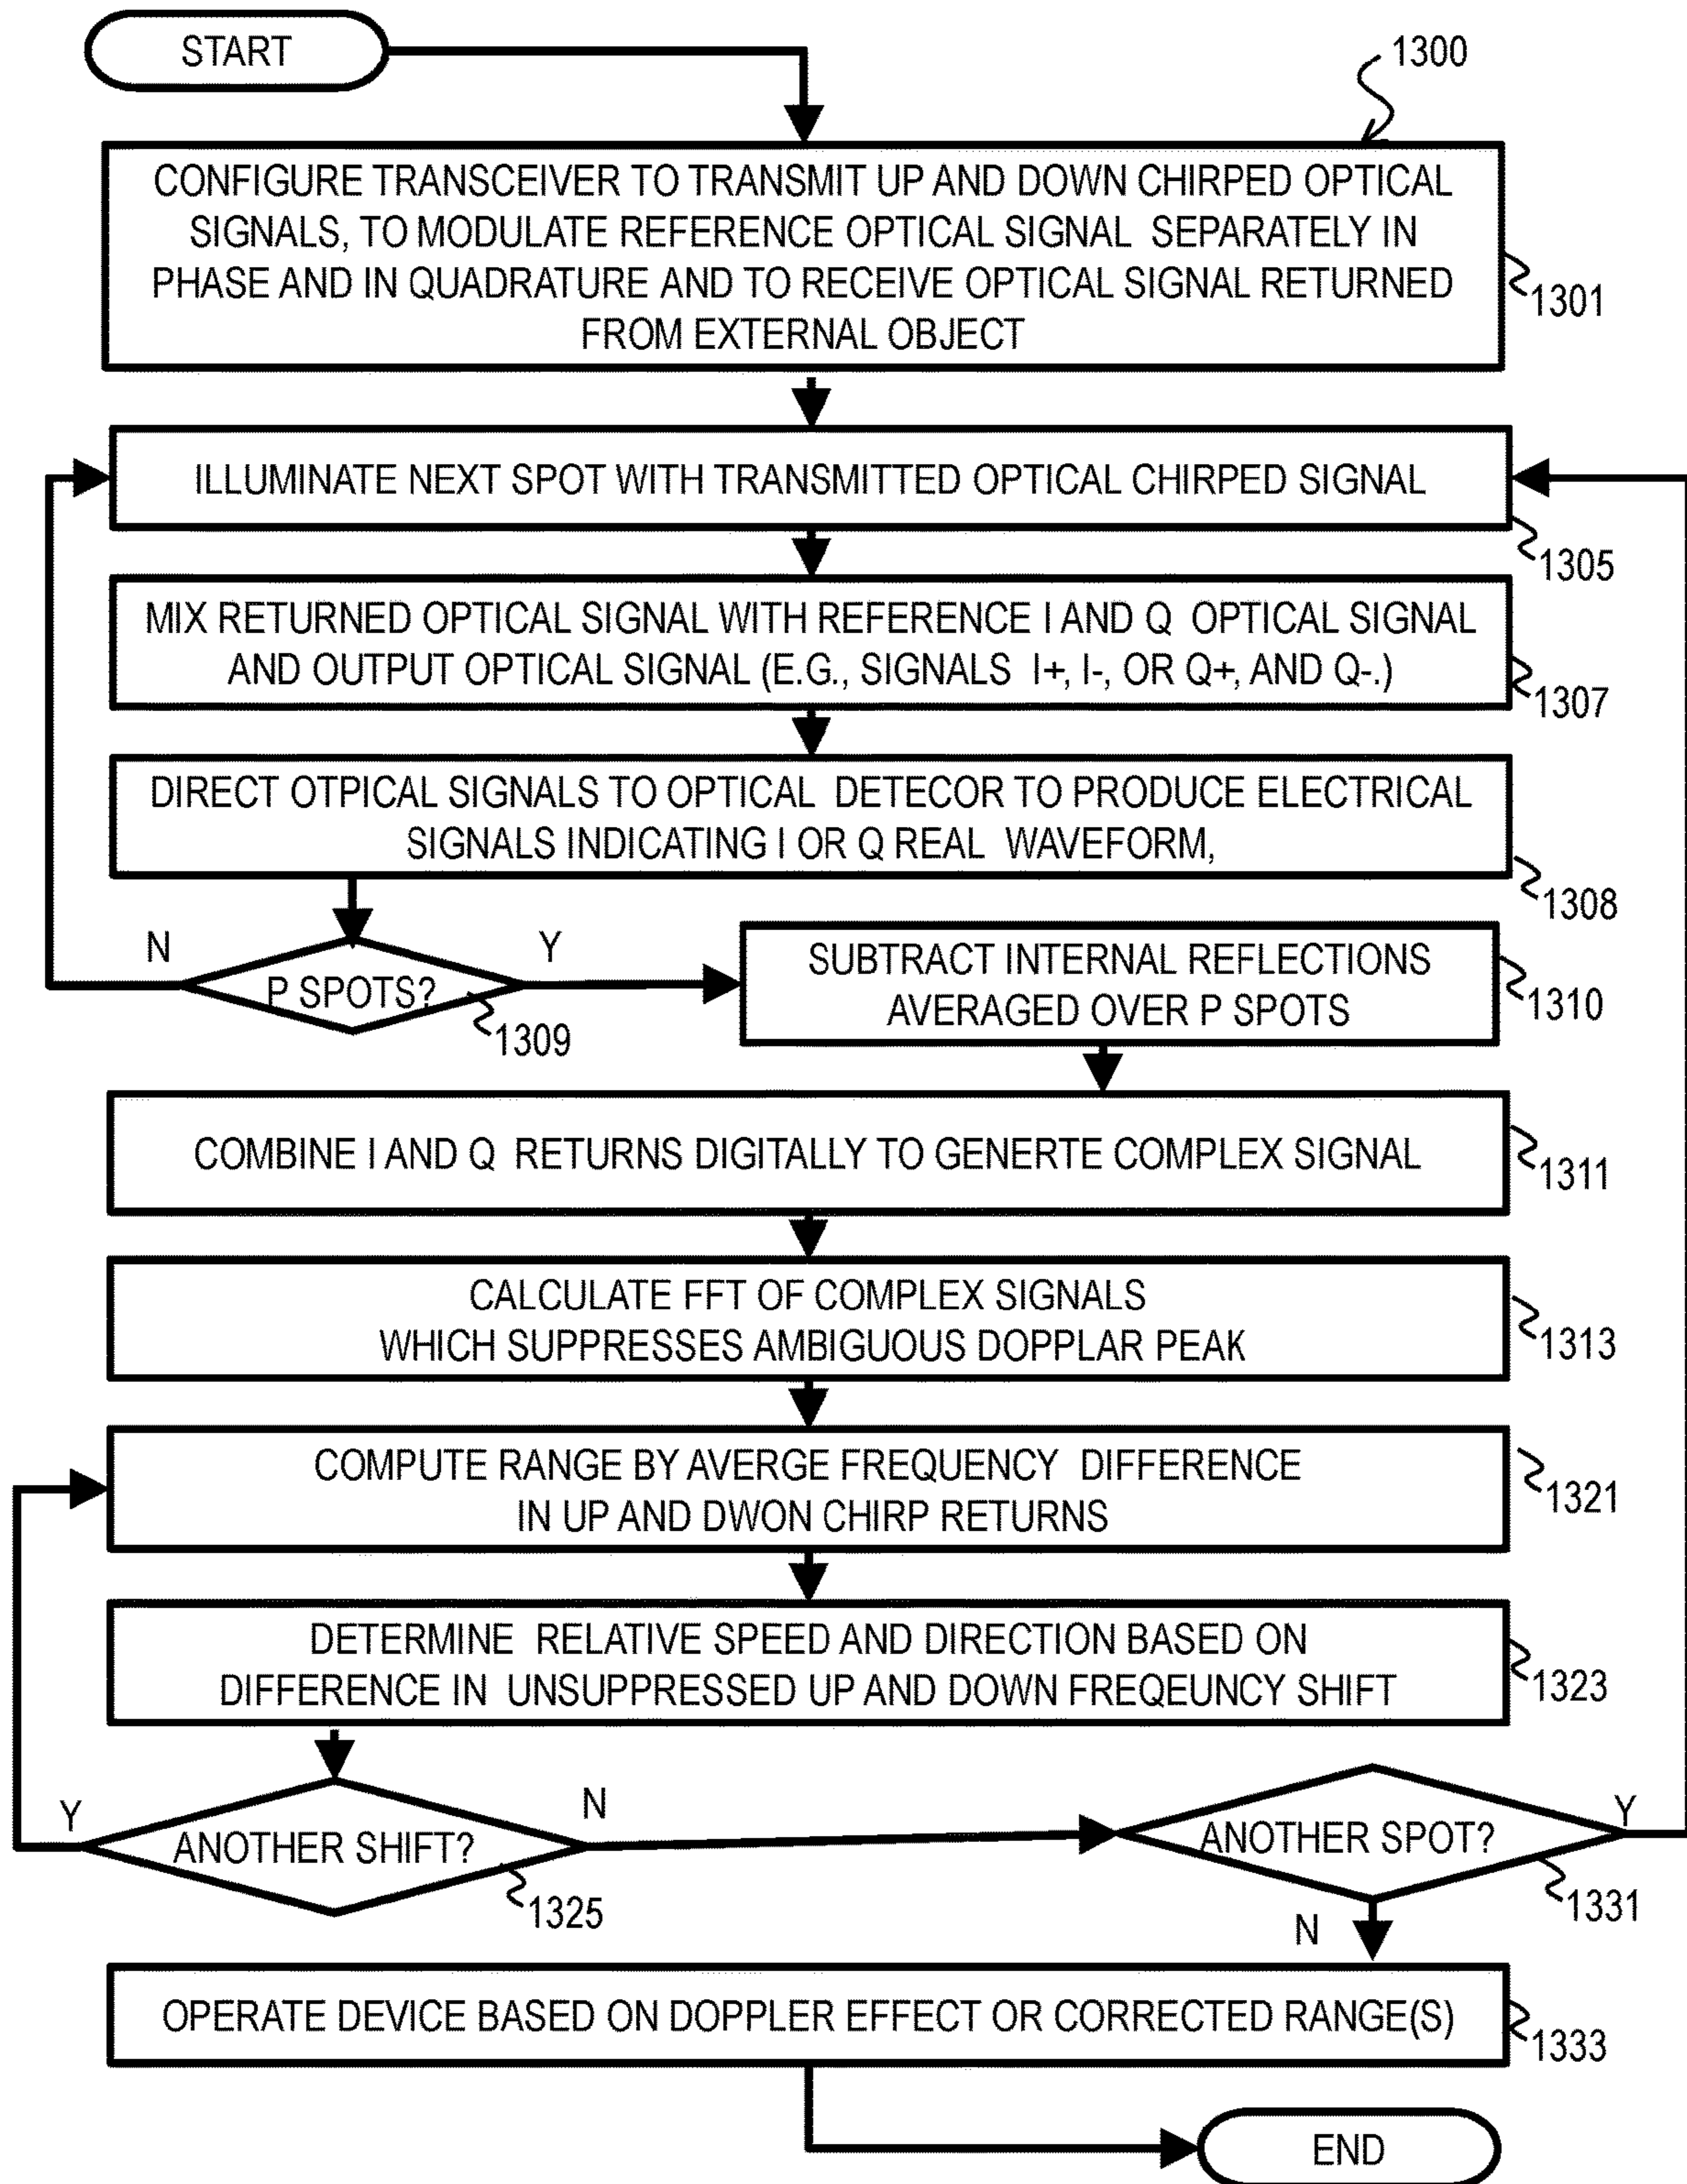 START
1300
CONFIGURE TRANSCEIVER TO TRANSMIT UP AND DOWN CHIRPED OPTICAL
SIGNALS, TO MODULATE REFERENCE OPTICAL SIGNAL SEPARATELY IN
PHASE AND IN QUADRATURE AND TO RECEIVE OPTICAL SIGNAL RETURNED
FROM EXTERNAL OBJECT
1301
ILLUMINATE NEXT SPOT WITH TRANSMITTED OPTICAL CHIRPED SIGNAL
1305
MIX RETURNED OPTICAL SIGNAL WITH REFERENCE I AND Q OPTICAL SIGNAL
AND OUTPUT OPTICAL SIGNAL (E.G., SIGNALS I+, I-, OR Q+, AND Q-.)
1307
DIRECT OTPICAL SIGNALS TO OPTICAL DETECOR TO PRODUCE ELECTRICAL
SIGNALS INDICATING I OR Q REAL WAVEFORM,
1308
N
P SPOTS?
Y
1309
SUBTRACT INTERNAL REFLECTIONS
AVERAGED OVER P SPOTS
1310
COMBINE I AND Q RETURNS DIGITALLY TO GENERTE COMPLEX SIGNAL
1311
CALCULATE FFT OF COMPLEX SIGNALS
WHICH SUPPRESSES AMBIGUOUS DOPPLAR PEAK
1313
COMPUTE RANGE BY AVERGE FREQUENCY DIFFERENCE
IN UP AND DWON CHIRP RETURNS
1321
DETERMINE RELATIVE SPEED AND DIRECTION BASED ON
DIFFERENCE IN UNSUPPRESSED UP AND DOWN FREQEUNCY SHIFT
1323
Y
ANOTHER SHIFT?
N
1325
ANOTHER SPOT?
Y
1331
N
OPERATE DEVICE BASED ON DOPPLER EFFECT OR CORRECTED RANGE(S)
1333
END